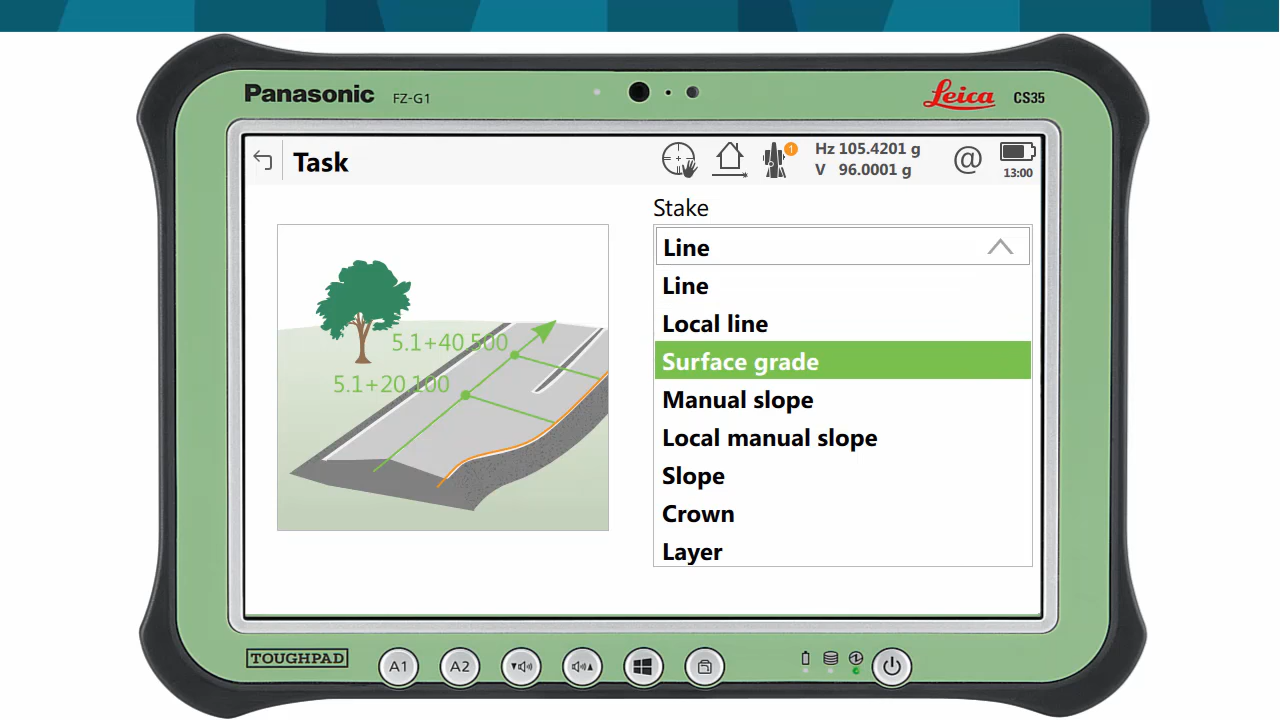 Panasonic FZ-G1
Leica CS35
Task
1
Hz 105.4201 g
V 96.0001 g
@
13:00
Stake
Line
Line
Local line
Surface grade
Manual slope
Local manual slope
Slope
Crown
Layer
5.1+40.500
5.1+20.100
TOUGHPAD
A1
A2